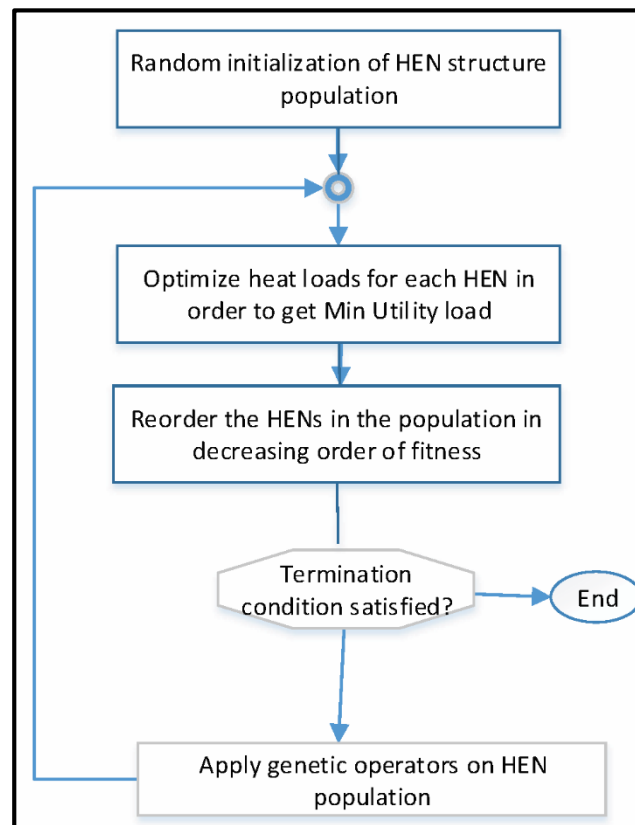 Random initialization of HEN structure
population
Optimize heat loads for each HEN in
order to get Min Utility load
Reorder the HENs in the population in
decreasing order of fitness
Termination
condition satisfied?
End
Apply genetic operators on HEN
population